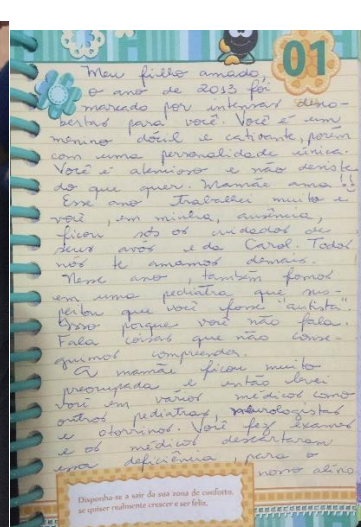 01
Meu filho amado,
o ano de 2013 foi
marcado por intensas desco-
bertas para você. Você é um
menino dócil e cativante, porém
com uma personalidade única.
Você é atencioso e não desiste
do que quer. Mamãe ama!!
Esse ano trabalhei muito e
você, em minha, ausência,
ficou sós os cuidados de
seus avós e da Carol. Todos
nós te amamos demais.
Nesse ano, também fomos
em uma pediatra que sus-
peitou que você fosse "autista".
Isso porque você não fala.
Fala coisas que não conse-
guimos compreender.
A mamãe ficou muito
preocupada e então levei
você em vários médicos como
outros pediatras, neurologistas
e otorrinos. Você fez exames
e os médicos descartaram
essa deficiência, para o
nosso alívio
Disponha-se a sair da sua zona de conforto,
se quiser realmente crescer e ser feliz.